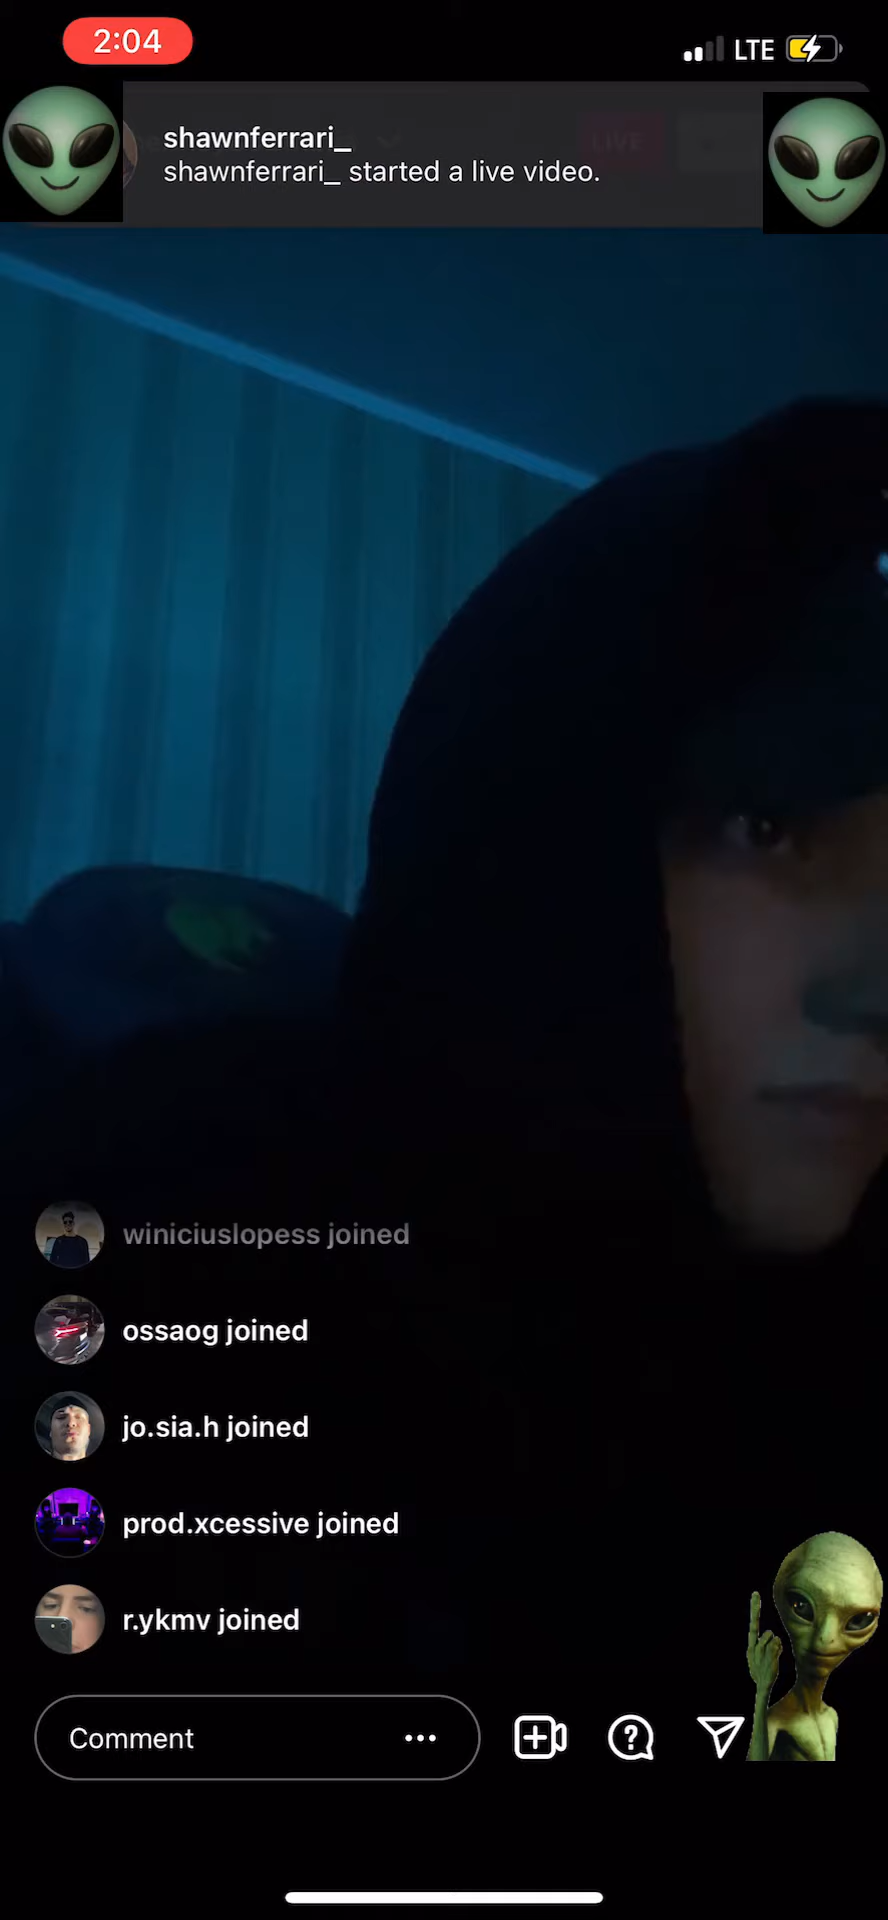 2:04
LTE
shawnferrari_
LIVE
shawnferrari_ started a live video.
winiciuslopess joined
ossaog joined
jo.sia.h joined
prod.xcessive joined
r.ykmv joined
Comment